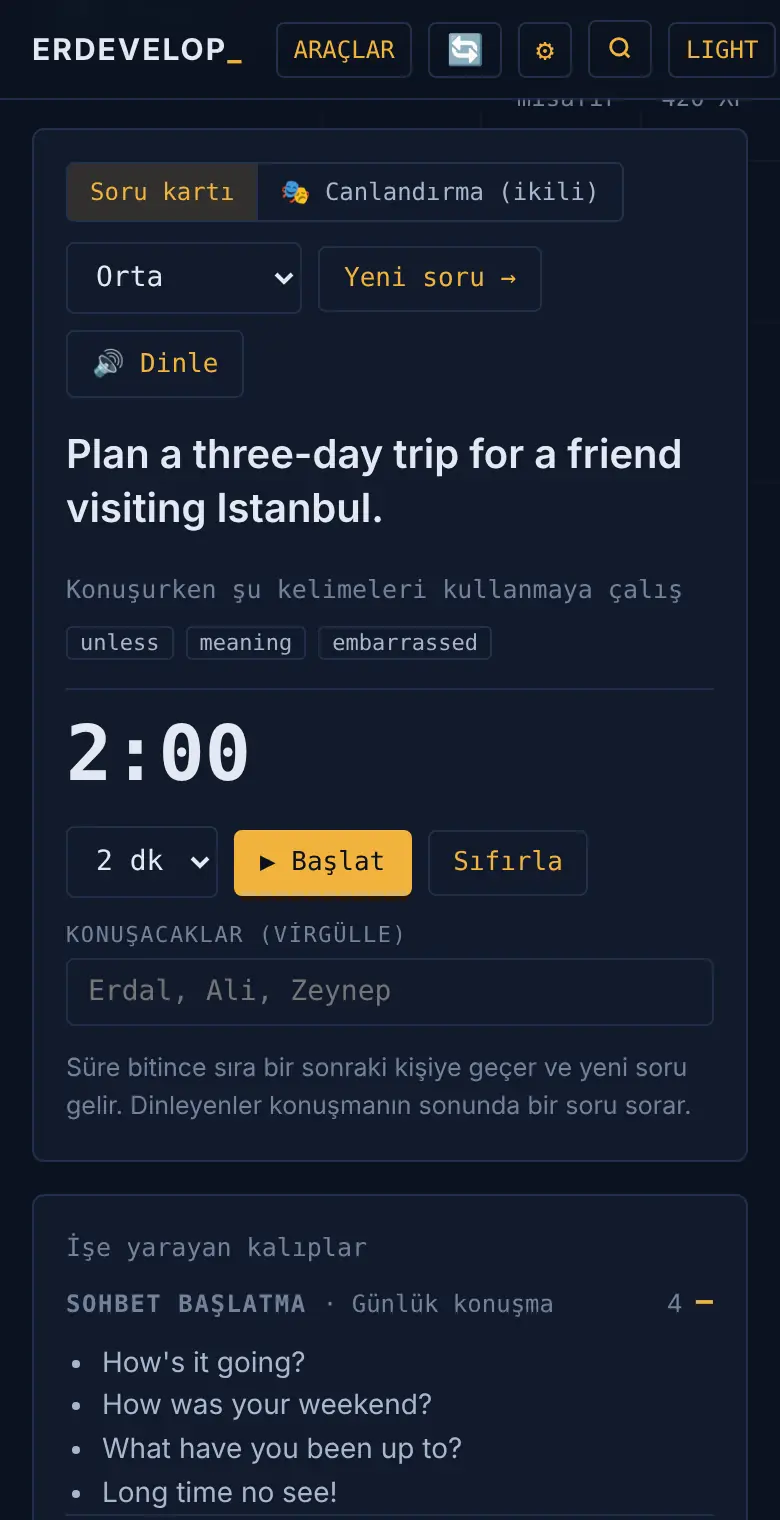 ERDEVELOP_ ARAÇLAR LIGHT
misafir 420 XP
Soru kartı Canlandırma (ikili)
Orta Yeni soru →
Dinle
Plan a three-day trip for a friend
visiting Istanbul.
Konuşurken şu kelimeleri kullanmaya çalış
unless meaning embarrassed
2:00
2 dk ▶ Başlat Sıfırla
KONUŞACAKLAR (VİRGÜLLE)
Erdal, Ali, Zeynep
Süre bitince sıra bir sonraki kişiye geçer ve yeni soru
gelir. Dinleyenler konuşmanın sonunda bir soru sorar.
İşe yarayan kalıplar
SOHBET BAŞLATMA · Günlük konuşma 4 −
• How's it going?
• How was your weekend?
• What have you been up to?
• Long time no see!